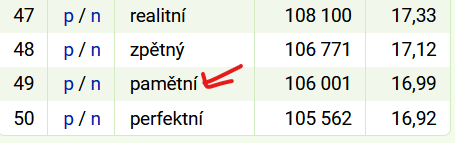 47 p / n realitní 108 100 17,33
48 p / n zpětný 106 771 17,12
49 p / n pamětní 106 001 16,99
50 p / n perfektní 105 562 16,92